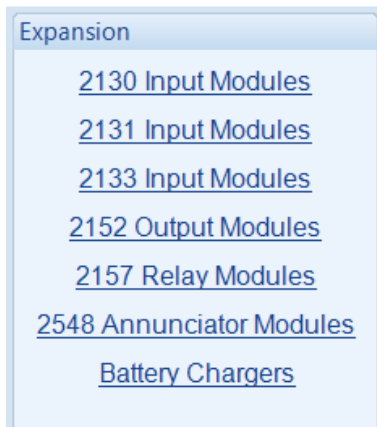 Expansion
2130 Input Modules
2131 Input Modules
2133 Input Modules
2152 Output Modules
2157 Relay Modules
2548 Annunciator Modules
Battery Chargers